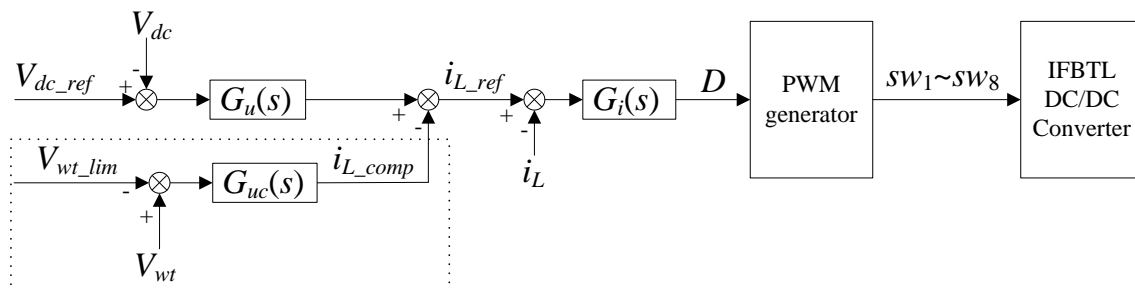 V_dc
-
V_dc_ref
+
G_u(s)
+
-
i_L_ref
+
-
i_L
G_i(s)
D
PWM
generator
sw_1~sw_8
IFBTL
DC/DC
Converter
V_wt_lim
-
+
V_wt
G_uc(s)
i_L_comp